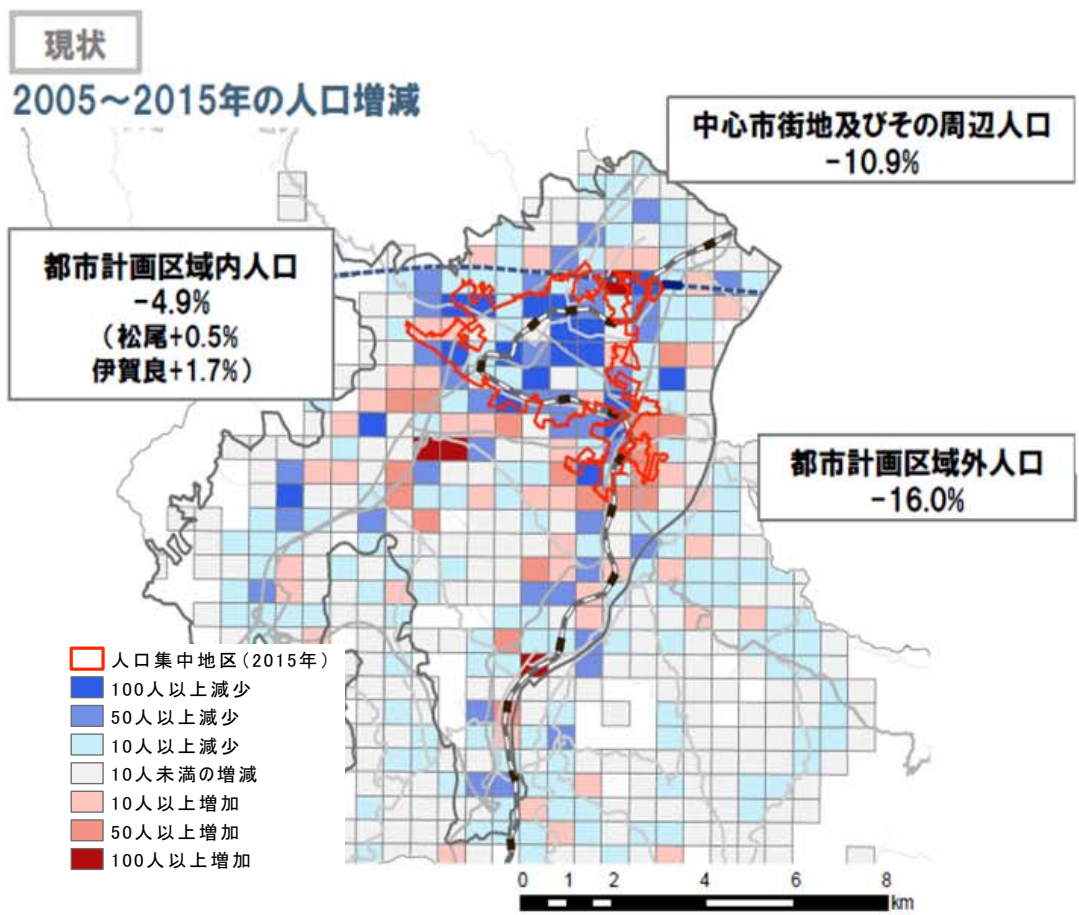 現状
2005～2015年の人口増減
中心市街地及びその周辺人口
-10.9%
都市計画区域内人口
-4.9%
（松尾+0.5%
伊賀良+1.7%）
都市計画区域外人口
-16.0%
人口集中地区（2015年）
100人以上減少
50人以上減少
10人以上減少
10人未満の増減
10人以上増加
50人以上増加
100人以上増加
0 1 2 4 6 8
km